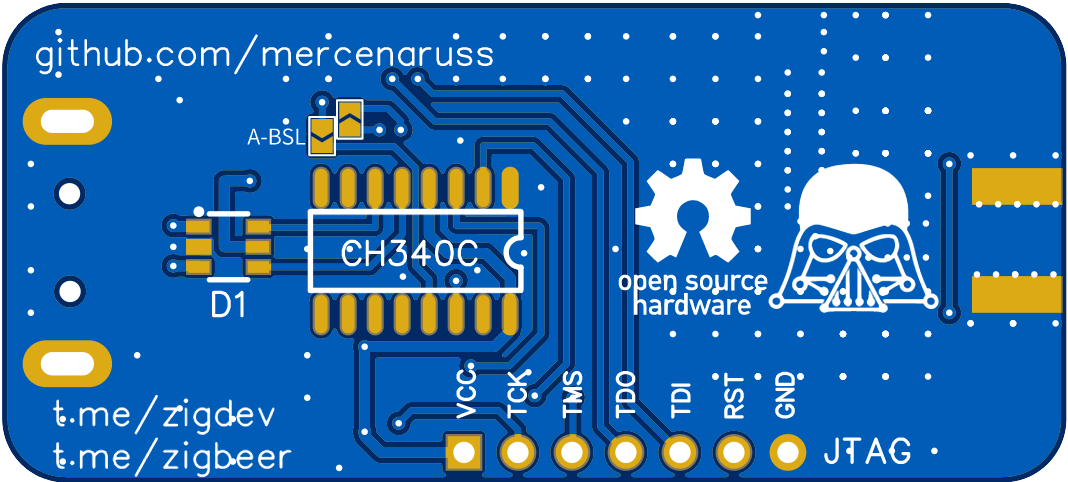 github.com/mercenaruss
A-BSL
CH340C
D1
open source
hardware
VCC
TCK
TMS
TDO
TDI
RST
GND
JTAG
t.me/zigdev
t.me/zigbeer